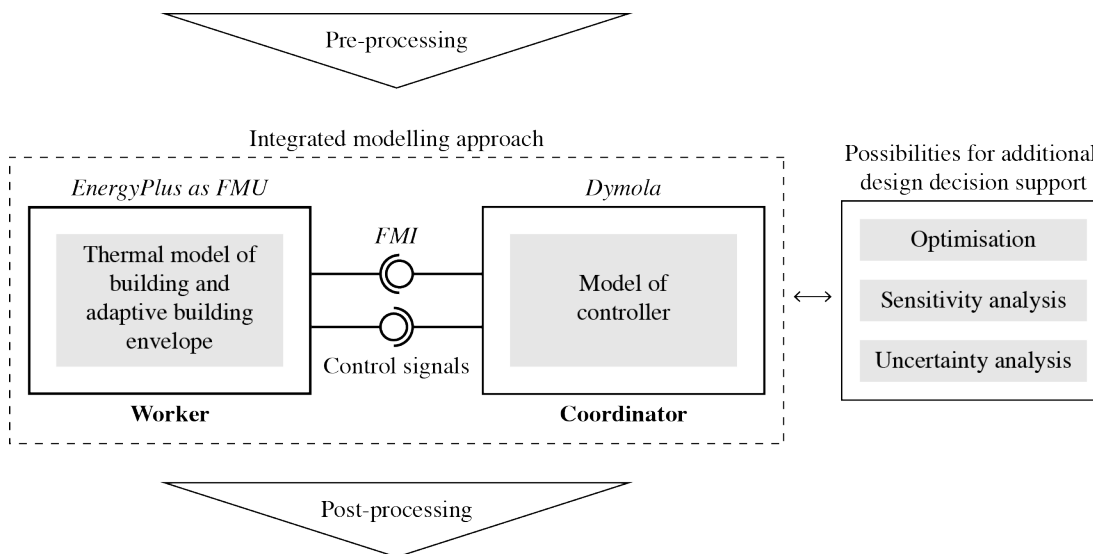 Pre-processing
Integrated modelling approach
EnergyPlus as FMU
Thermal model of
building and
adaptive building
envelope
Worker
FMI
Control signals
Dymola
Model of
controller
Coordinator
Possibilities for additional
design decision support
Optimisation
Sensitivity analysis
Uncertainty analysis
Post-processing